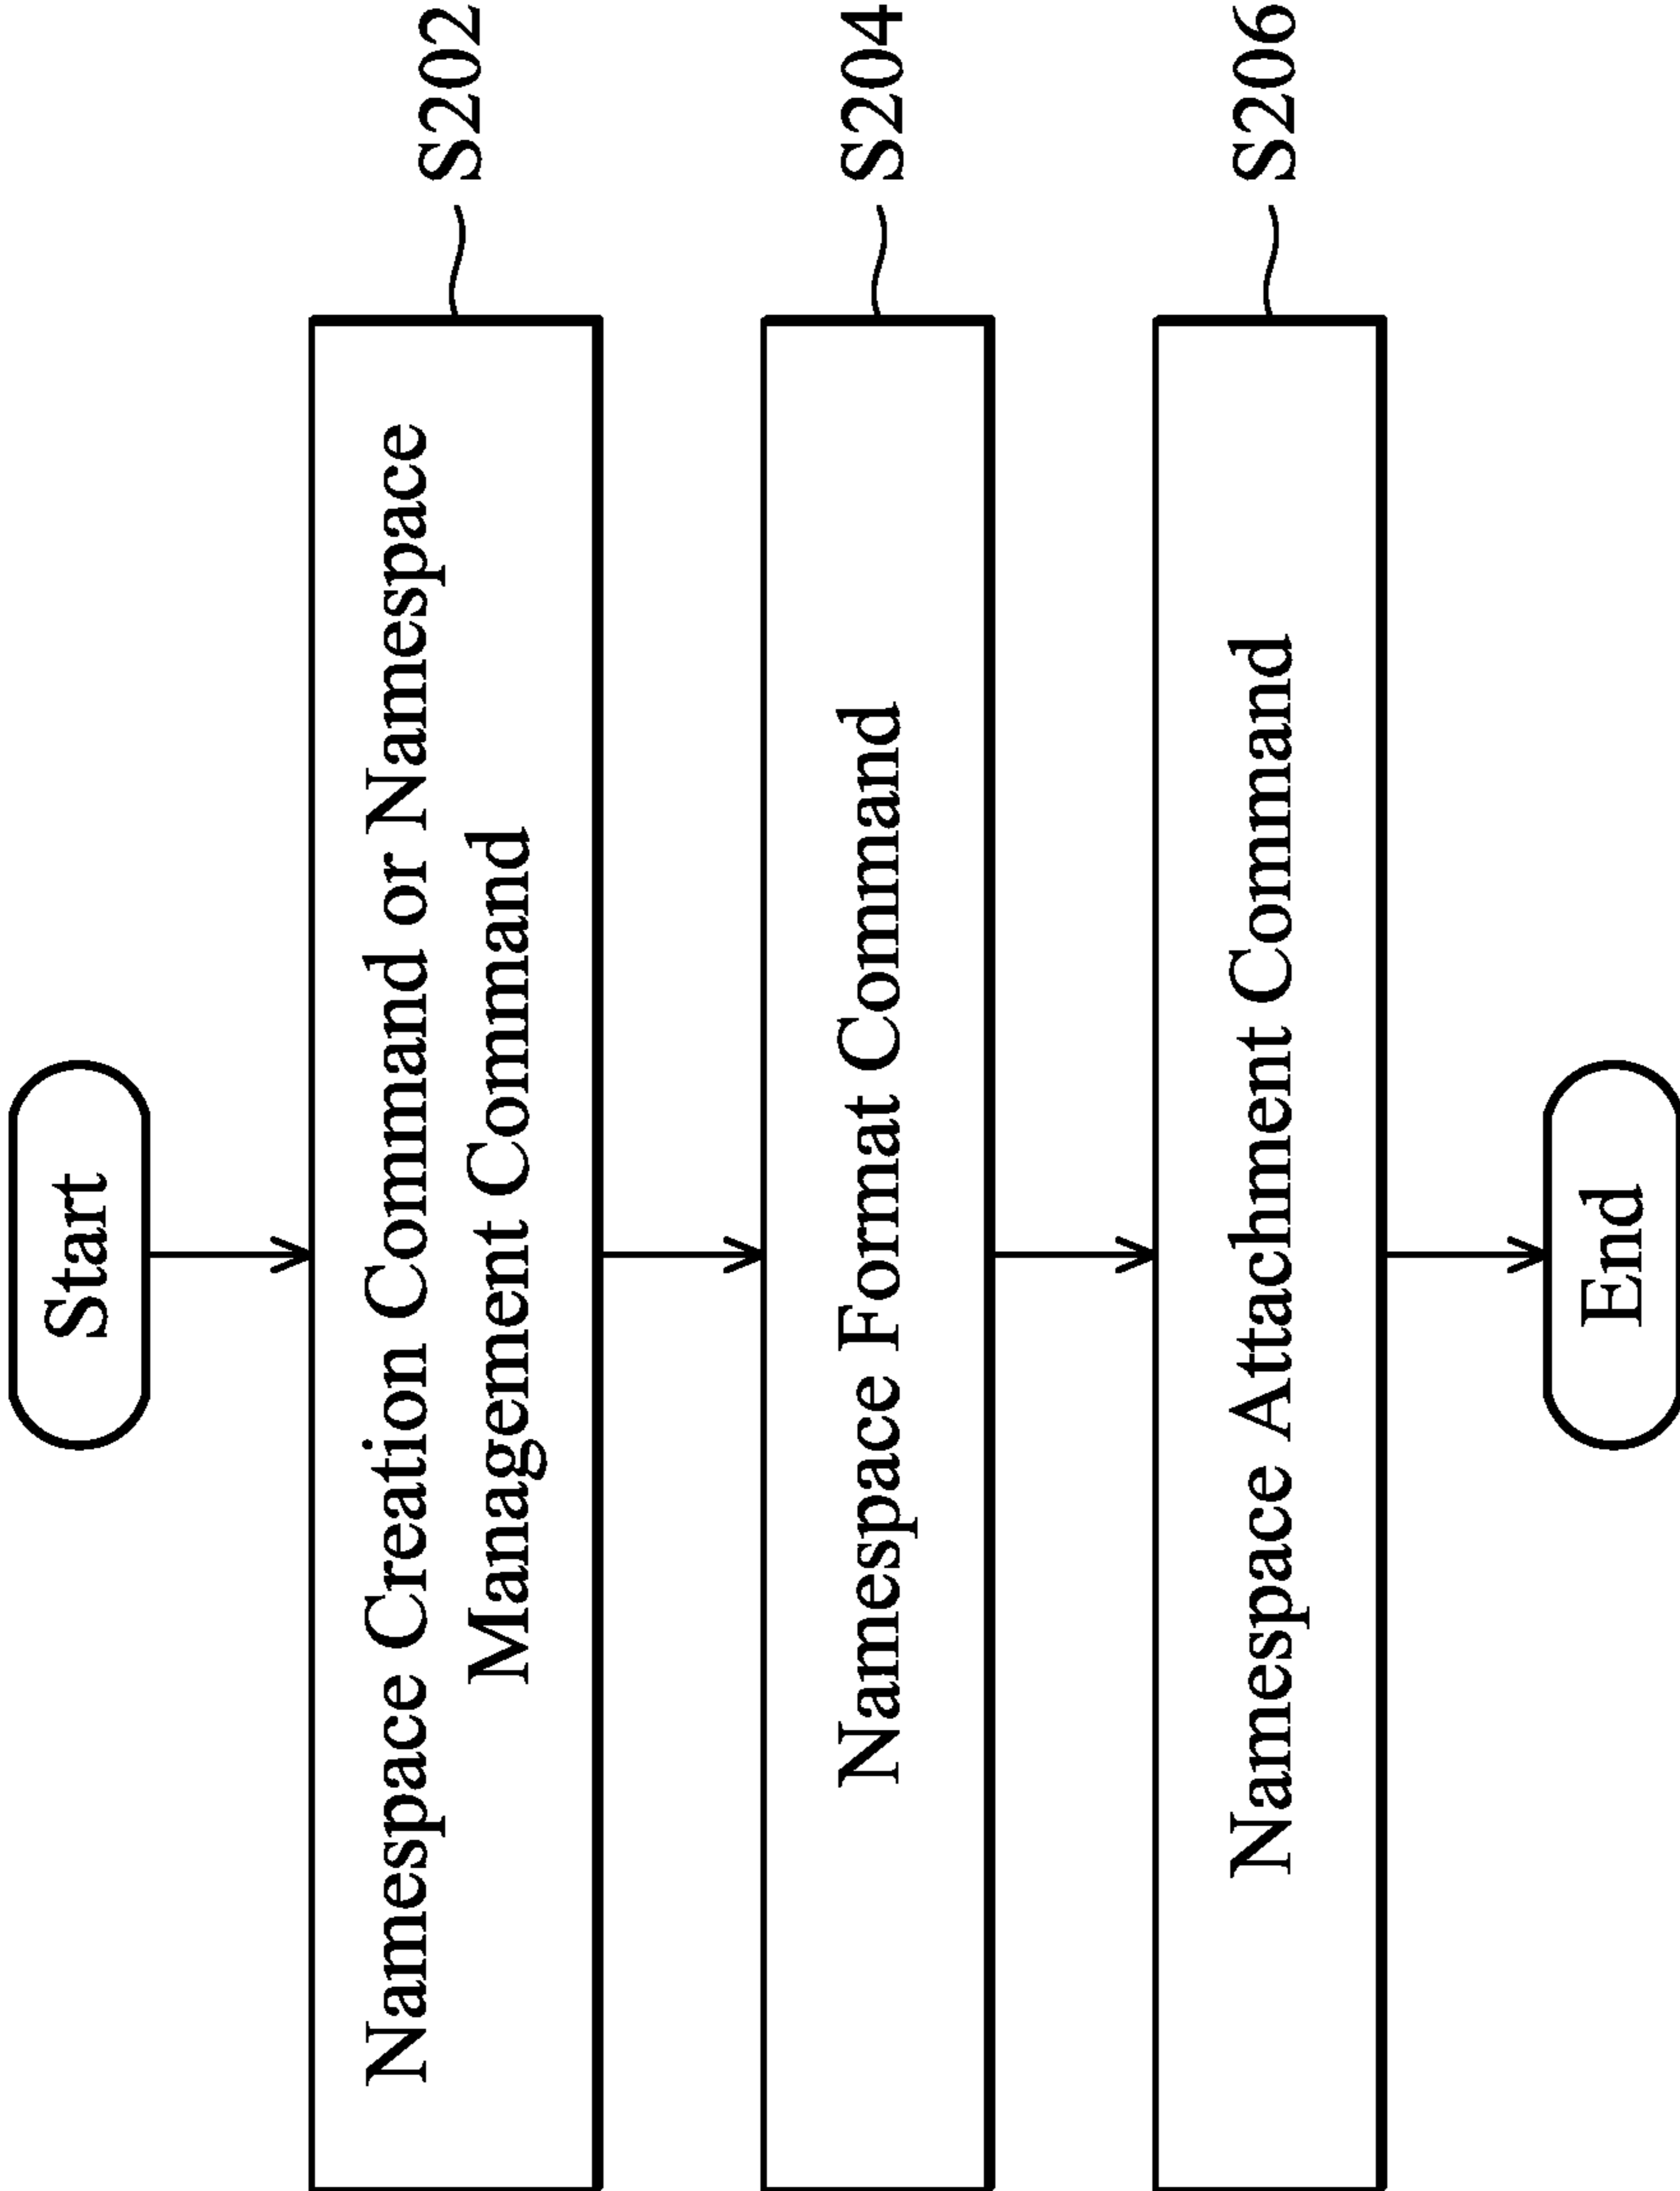 Start
Namespace Creation Command or Namespace
Management Command
S202
Namespace Format Command
S204
Namespace Attachment Command
S206
End